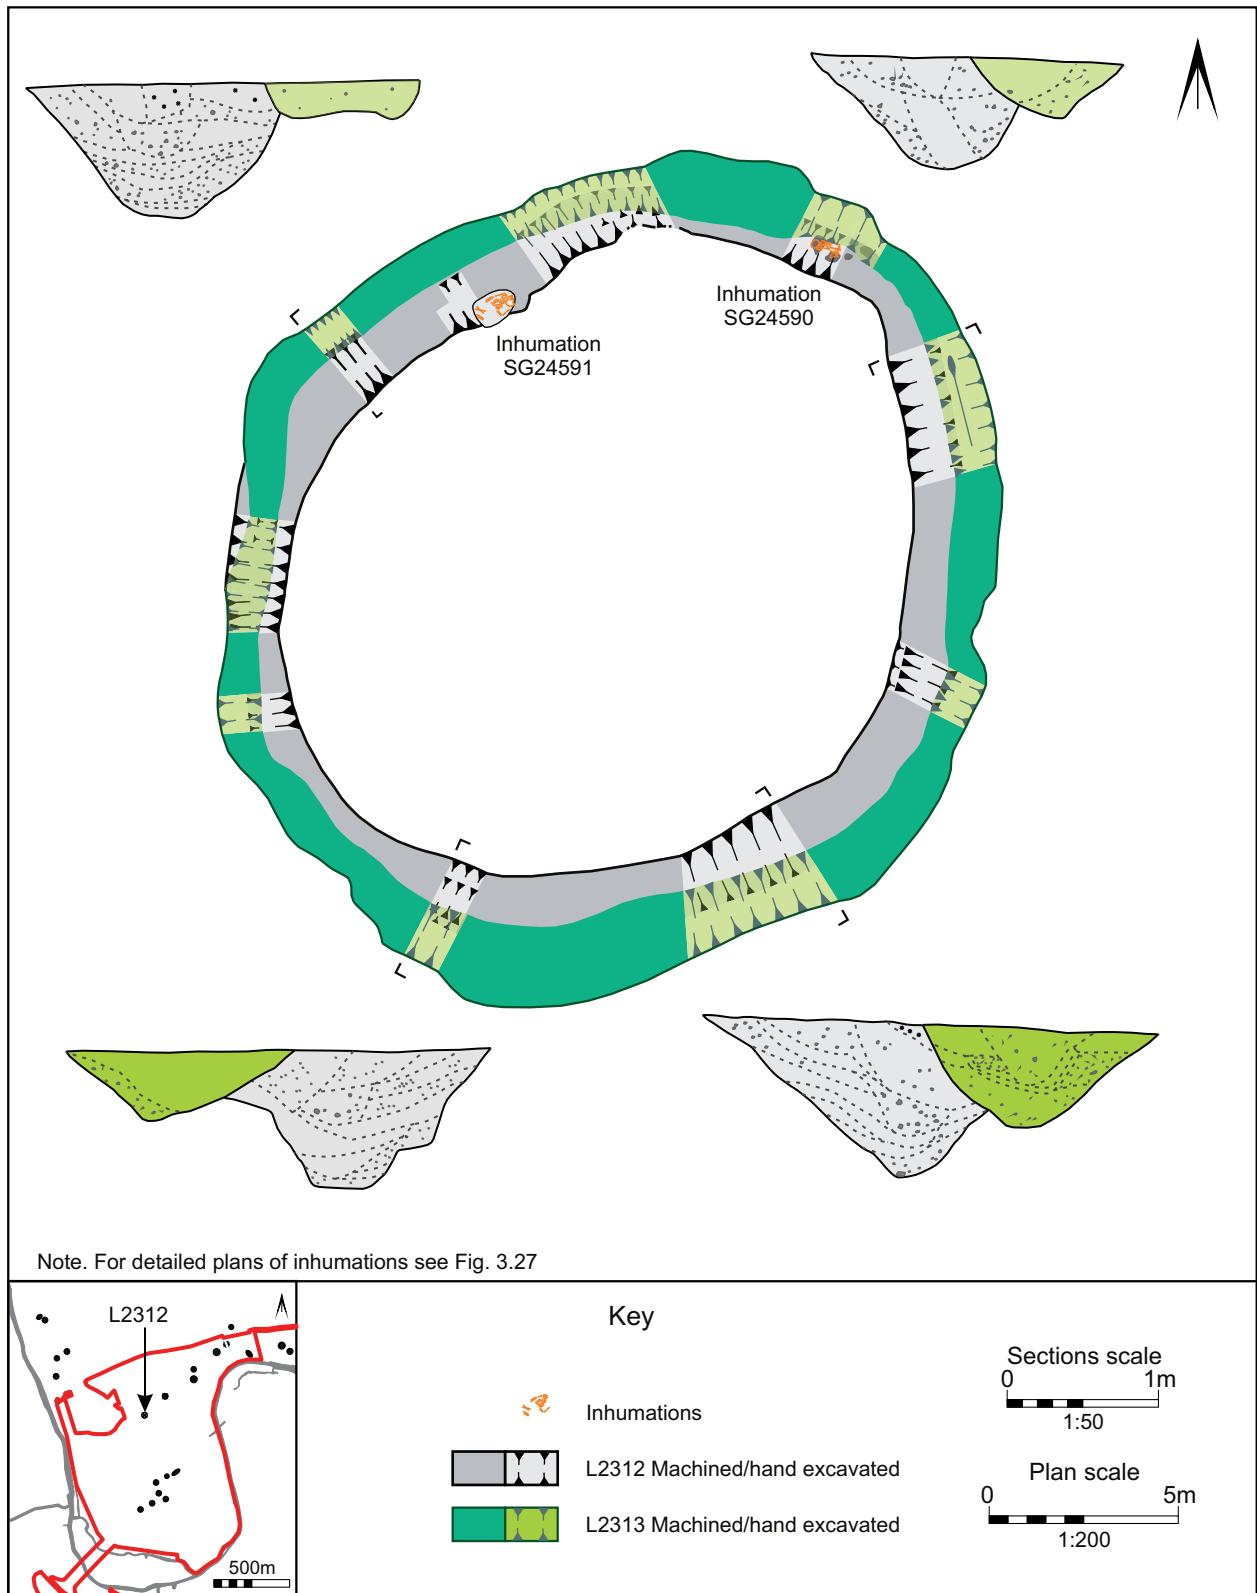 Inhumation
SG24590
Inhumation
SG24591
Note. For detailed plans of inhumations see Fig. 3.27
L2312
500m
Key
Inhumations
L2312 Machined/hand excavated
L2313 Machined/hand excavated
Sections scale
0 1m
1:50
Plan scale
0 5m
1:200